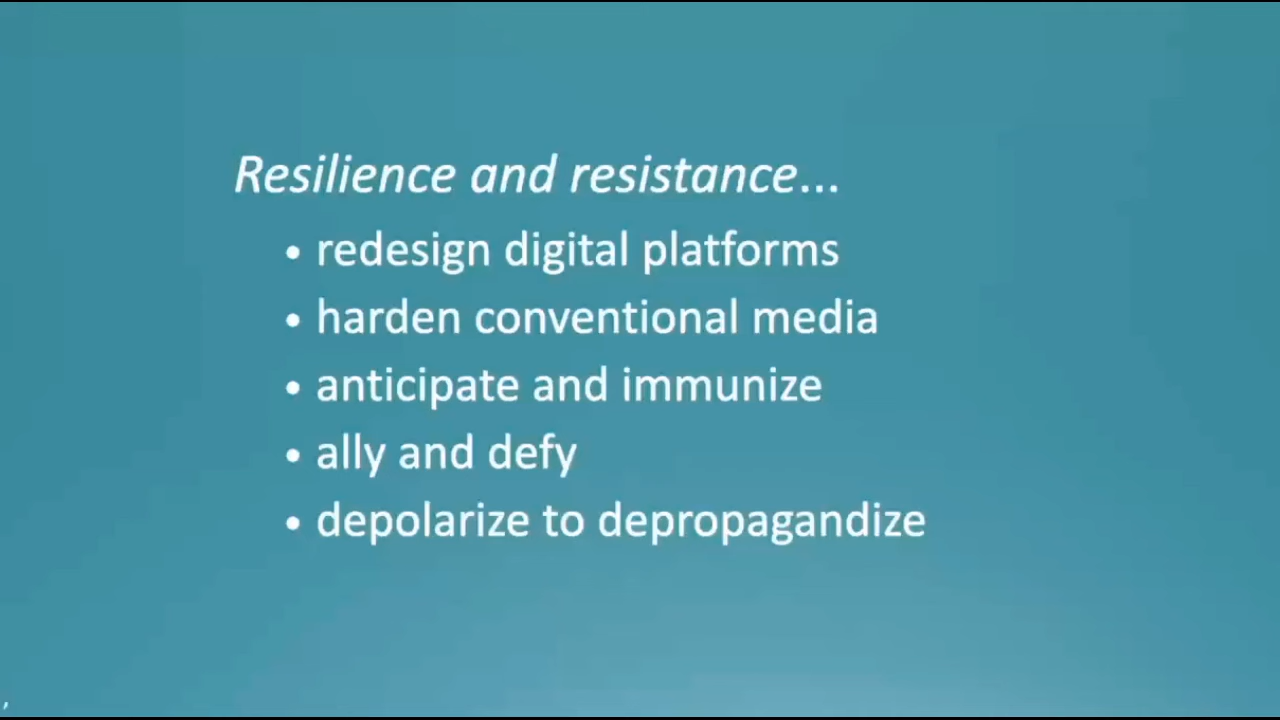 Resilience and resistance...
• redesign digital platforms
• harden conventional media
• anticipate and immunize
• ally and defy
• depolarize to depropagandize